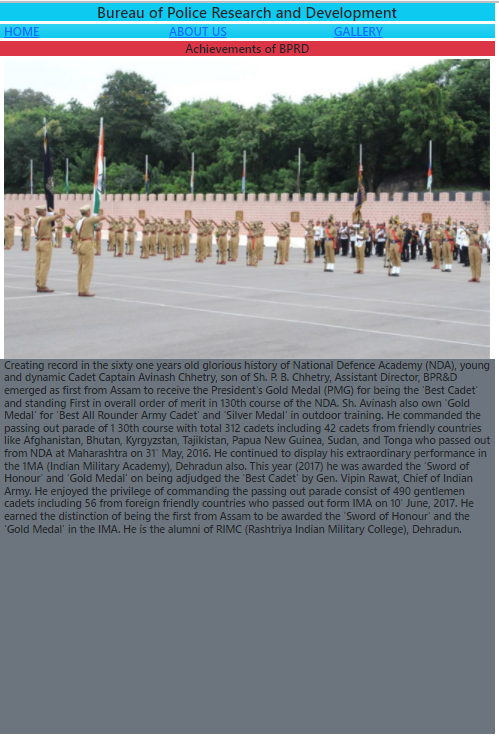 Bureau of Police Research and Development
HOME ABOUT US GALLERY
Achievements of BPRD
Creating record in the sixty one years old glorious history of National Defence Academy (NDA), young
and dynamic Cadet Captain Avinash Chhetry, son of Sh. P. B. Chhetry, Assistant Director, BPR&D
emerged as first from Assam to receive the President's Gold Medal (PMG) for being the 'Best Cadet'
and standing First in overall order of merit in 130th course of the NDA. Sh. Avinash also own 'Gold
Medal' for 'Best All Rounder Army Cadet' and 'Silver Medal' in outdoor training. He commanded the
passing out parade of 1 30th course with total 312 cadets including 42 cadets from friendly countries
like Afghanistan, Bhutan, Kyrgyzstan, Tajikistan, Papua New Guinea, Sudan, and Tonga who passed out
from NDA at Maharashtra on 31' May, 2016. He continued to display his extraordinary performance in
the 1MA (Indian Military Academy), Dehradun also. This year (2017) he was awarded the 'Sword of
Honour' and 'Gold Medal' on being adjudged the 'Best Cadet' by Gen. Vipin Rawat, Chief of Indian
Army. He enjoyed the privilege of commanding the passing out parade consist of 490 gentlemen
cadets including 56 from foreign friendly countries who passed out form IMA on 10' June, 2017. He
earned the distinction of being the first from Assam to be awarded the 'Sword of Honour' and the
'Gold Medal' in the IMA. He is the alumni of RIMC (Rashtriya Indian Military College), Dehradun.